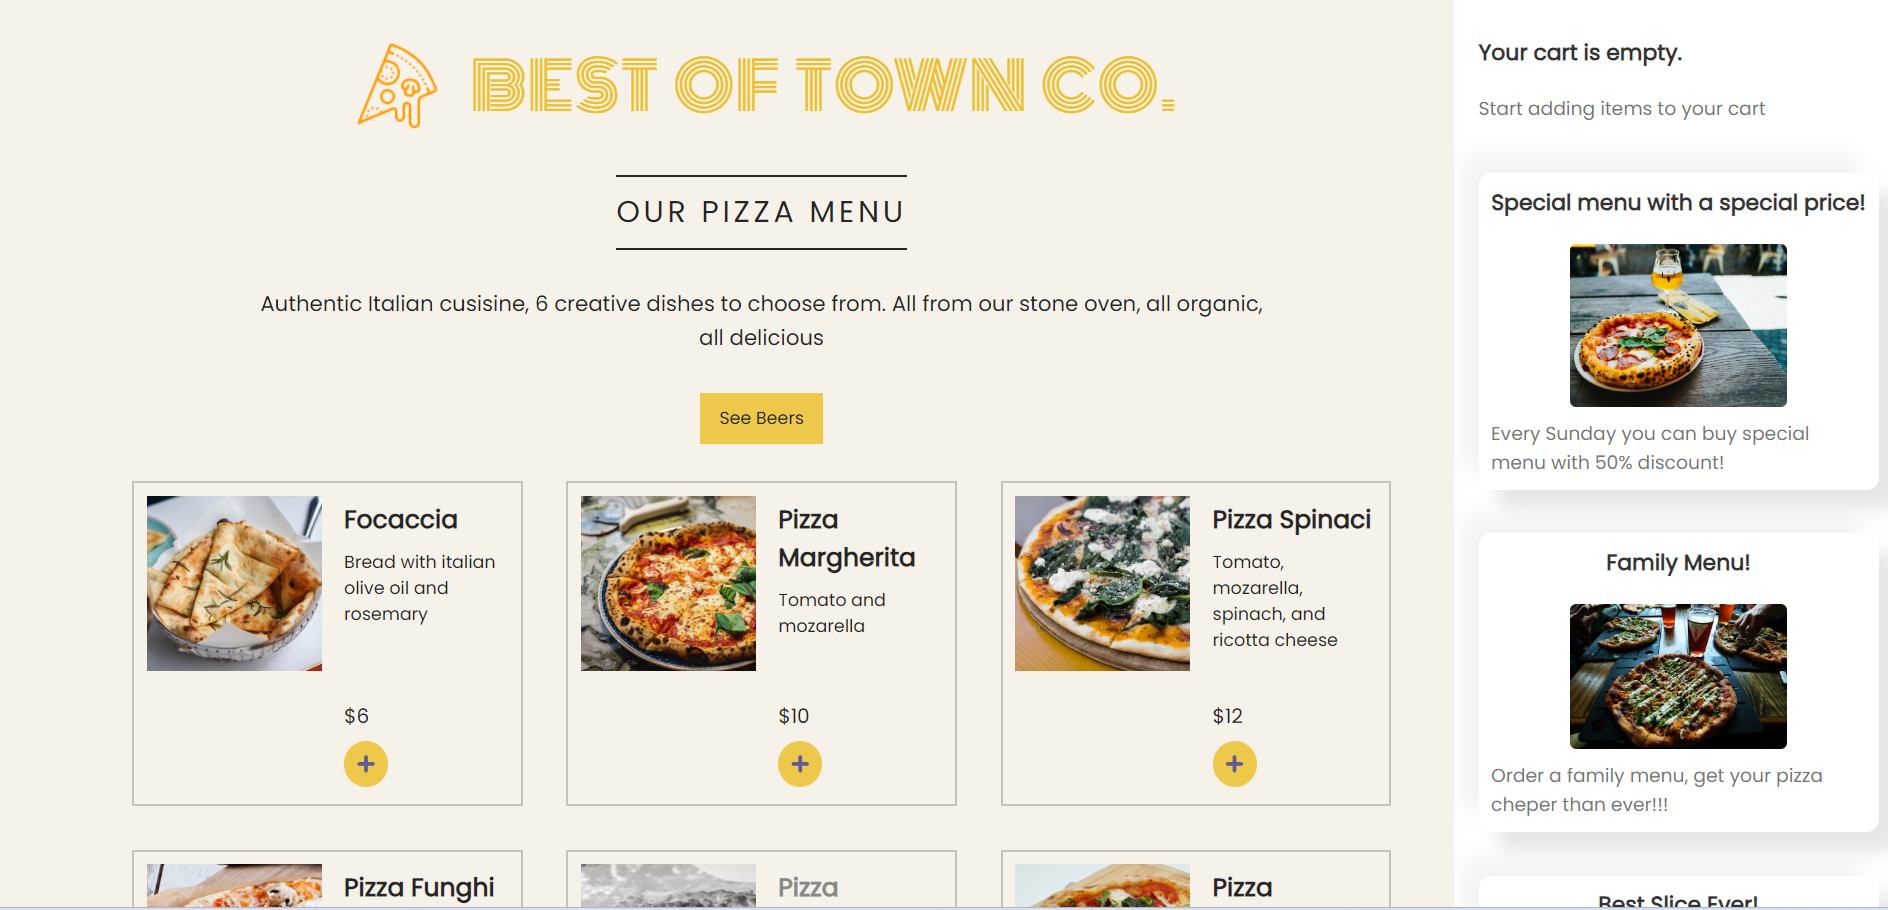 BEST OF TOWN CO.
OUR PIZZA MENU
Authentic Italian cusisine, 6 creative dishes to choose from. All from our stone oven, all organic,
all delicious
See Beers
Focaccia
Bread with italian
olive oil and
rosemary
$6
Pizza
Margherita
Tomato and
mozarella
$10
Pizza Spinaci
Tomato,
mozarella,
spinach, and
ricotta cheese
$12
Pizza Funghi
Pizza
Pizza
Your cart is empty.
Start adding items to your cart
Special menu with a special price!
Every Sunday you can buy special
menu with 50% discount!
Family Menu!
Order a family menu, get your pizza
cheper than ever!!!
Best Slice Ever!